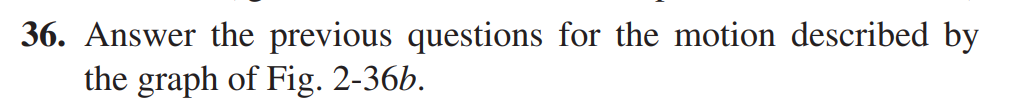 36. Answer the previous questions for the motion described by
the graph of Fig. 2-36b.